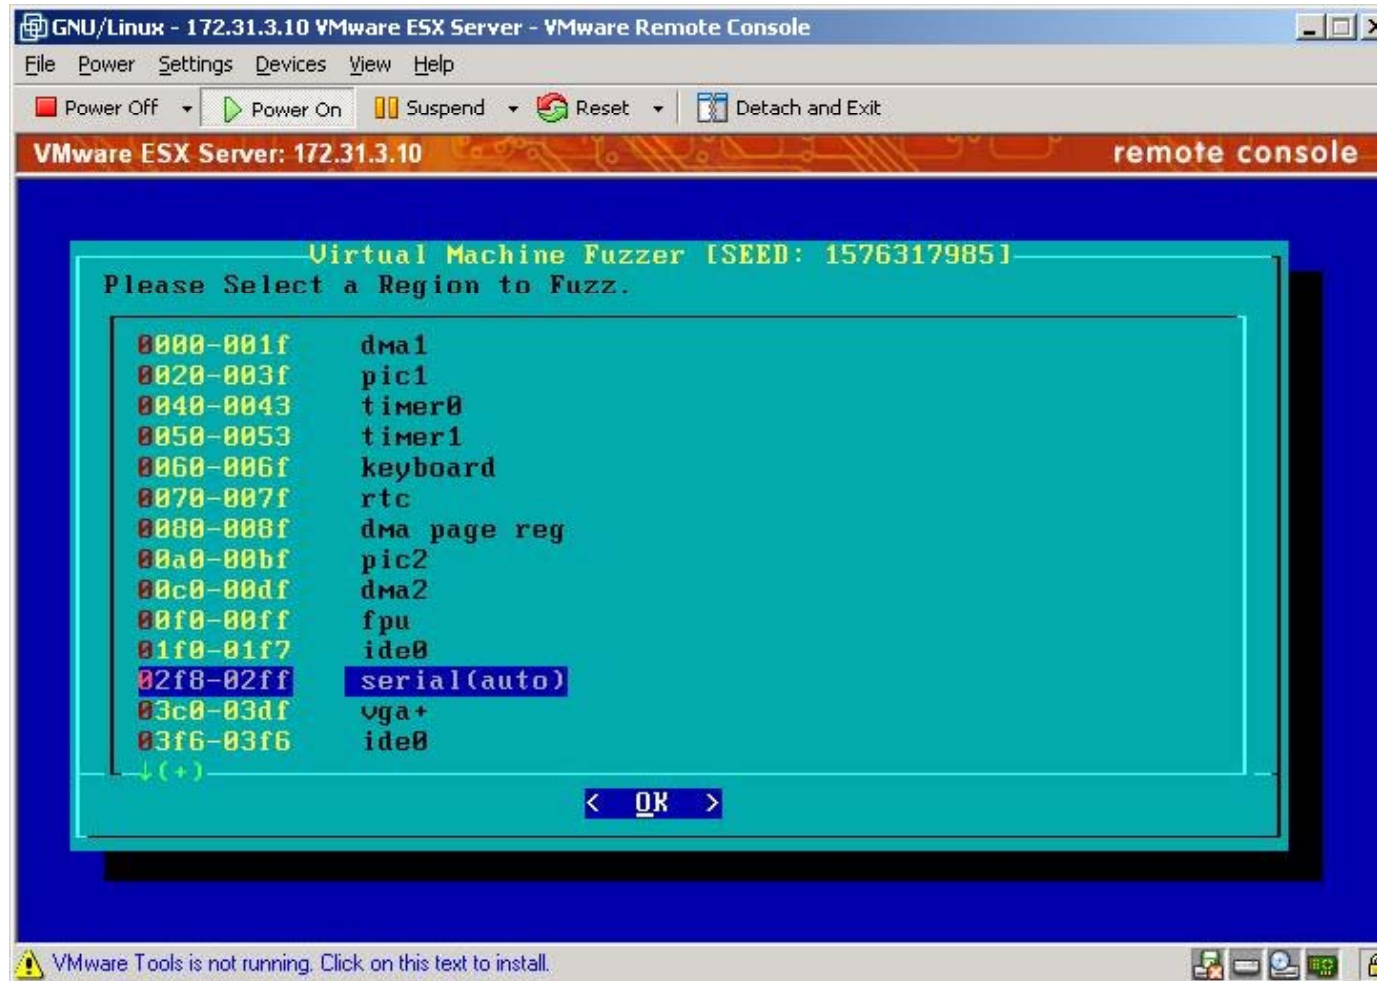 GNU/Linux - 172.31.3.10 VMware ESX Server - VMware Remote Console
File Power Settings Devices View Help
Power Off Power On Suspend Reset Detach and Exit
VMware ESX Server: 172.31.3.10 remote console
Virtual Machine Fuzzer [SEED: 1576317985]
Please Select a Region to Fuzz.
0000-001f dma1
0020-003f pic1
0040-0043 timer0
0050-0053 timer1
0060-006f keyboard
0070-007f rtc
0080-008f dma page reg
00a0-00bf pic2
00c0-00df dma2
00f0-00ff fpu
01f0-01f7 ide0
02f8-02ff serial(auto)
03c0-03df vga+
03f6-03f6 ide0
↓(+)
< OK >
VMware Tools is not running. Click on this text to install.